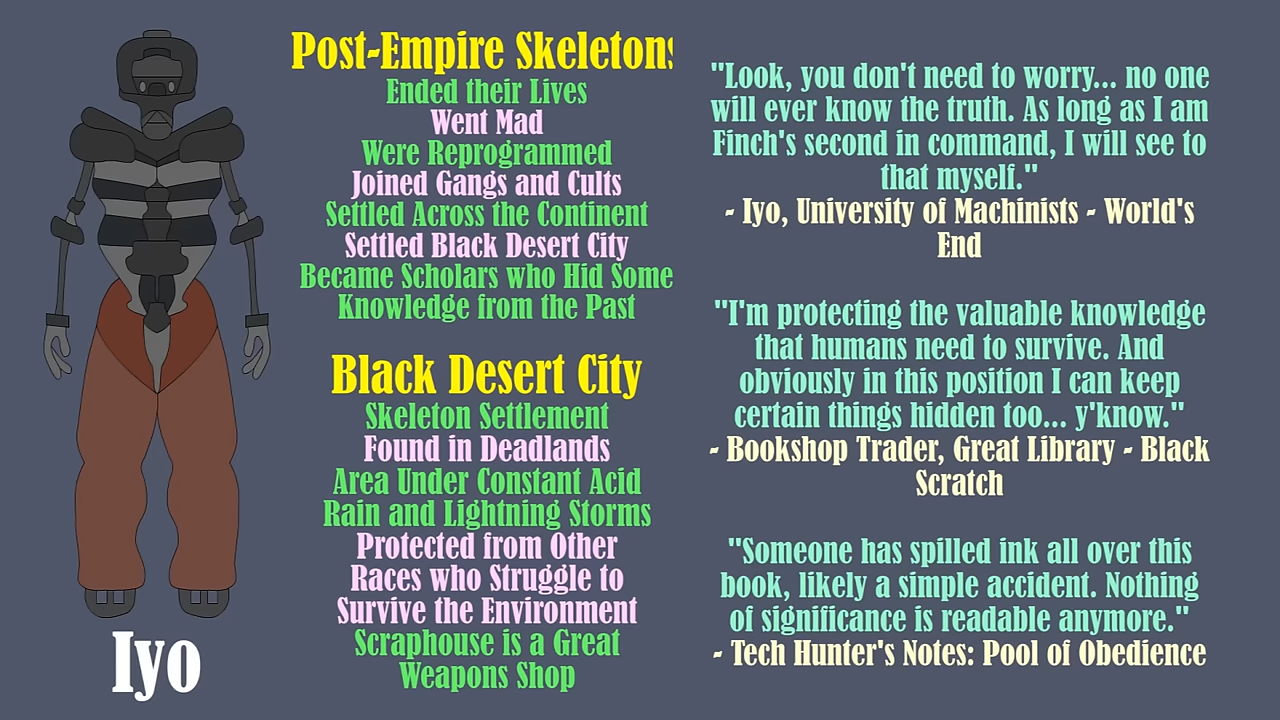 Post-Empire Skeletons
Ended their Lives
Went Mad
Were Reprogrammed
Joined Gangs and Cults
Settled Across the Continent
Settled Black Desert City
Became Scholars who Hid Some
Knowledge from the Past
Black Desert City
Skeleton Settlement
Found in Deadlands
Area Under Constant Acid
Rain and Lightning Storms
Protected from Other
Races who Struggle to
Survive the Environment
Scraphouse is a Great
Weapons Shop
"Look, you don't need to worry... no one
will ever know the truth. As long as I am
Finch's second in command, I will see to
that myself."
- Iyo, University of Machinists - World's
End
"I'm protecting the valuable knowledge
that humans need to survive. And
obviously in this position I can keep
certain things hidden too... y'know."
- Bookshop Trader, Great Library - Black
Scratch
"Someone has spilled ink all over this
book, likely a simple accident. Nothing
of significance is readable anymore."
- Tech Hunter's Notes: Pool of Obedience
Iyo